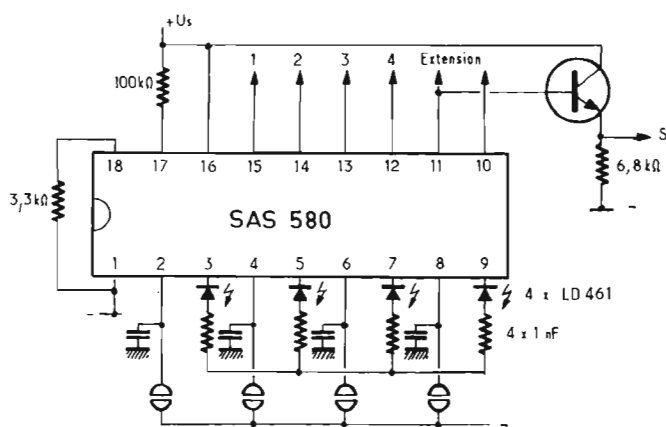 +Us
1 2 3 4 Extension
100kΩ
S
18 17 16 15 14 13 12 11 10
6,8kΩ
3,3kΩ
SAS 580
1 2 3 4 5 6 7 8 9
4 x LD 461
4 x 1 nF